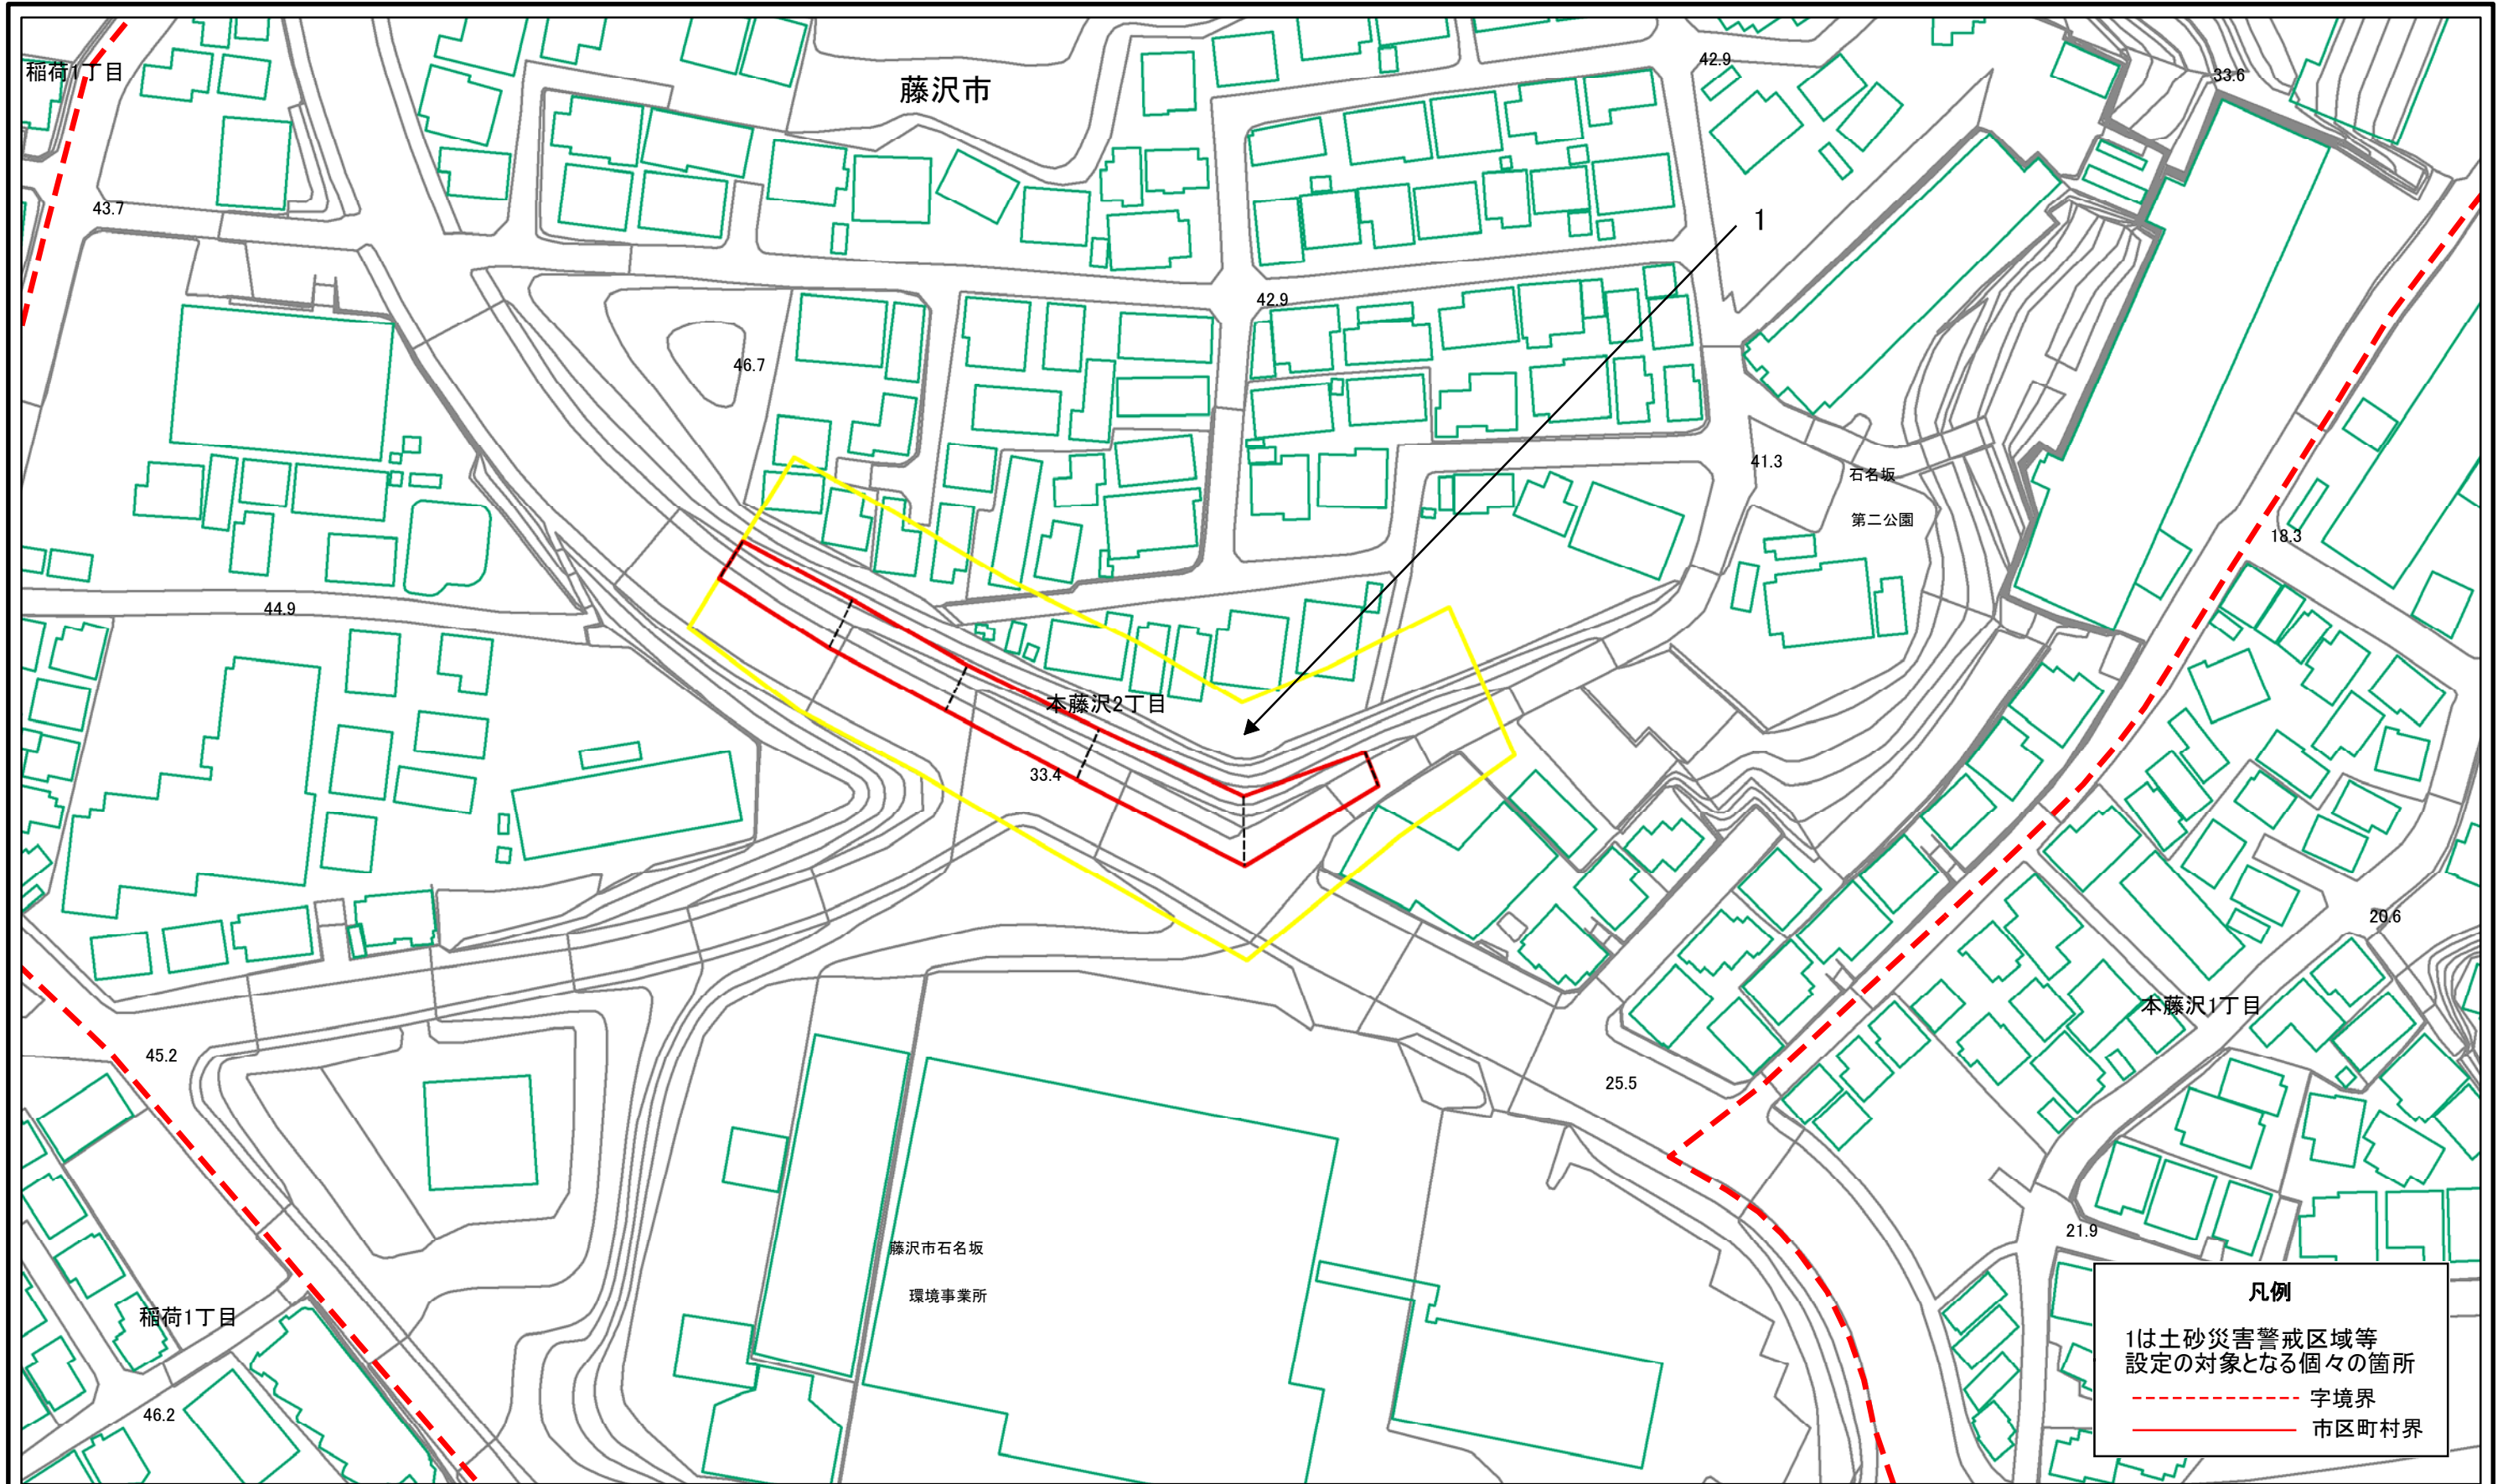 稲荷1丁目
藤沢市
42.9
33.6
43.7
1
42.9
46.7
41.3
石名坂
第二公園
18.3
44.9
本藤沢2丁目
33.4
20.6
本藤沢1丁目
45.2
25.5
21.9
藤沢市石名坂
環境事業所
稲荷1丁目
46.2
凡例
1は土砂災害警戒区域等
設定の対象となる個々の箇所
字境界
市区町村界